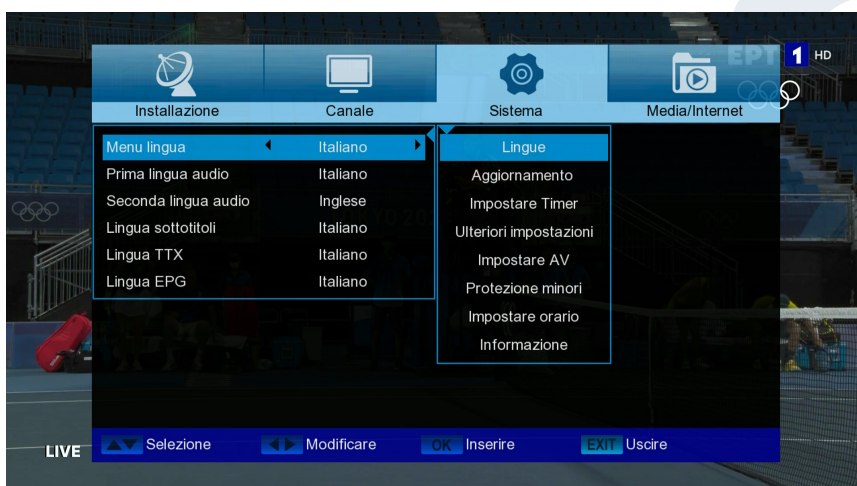 ΕΡΤ 1 HD
Installazione
Canale
Sistema
Media/Internet
Menu lingua Italiano
Prima lingua audio Italiano
Seconda lingua audio Inglese
Lingua sottotitoli Italiano
Lingua TTX Italiano
Lingua EPG Italiano
Lingue
Aggiornamento
Impostare Timer
Ulteriori impostazioni
Impostare AV
Protezione minori
Impostare orario
Informazione
LIVE
Selezione
Modificare
OK Inserire
EXIT Uscire